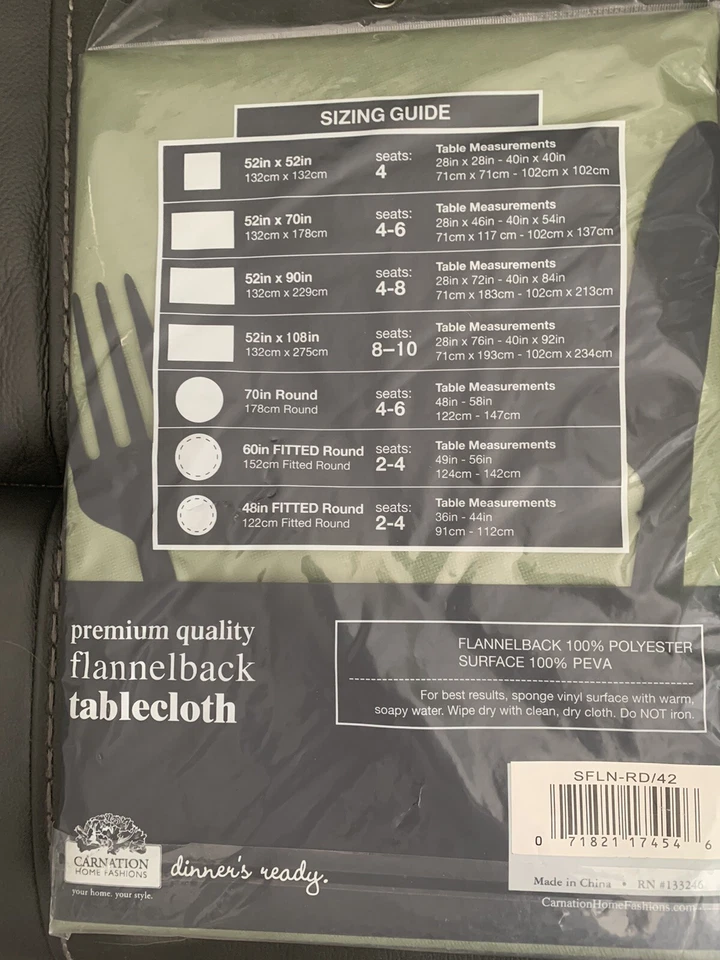 SIZING GUIDE
52in x 52in
132cm x 132cm
seats:
4
Table Measurements
28in x 28in - 40in x 40in
71cm x 71cm - 102cm x 102cm
52in x 70in
132cm x 178cm
seats:
4-6
Table Measurements
28in x 46in - 40in x 54in
71cm x 117 cm - 102cm x 137cm
52in x 90in
132cm x 229cm
seats:
4-8
Table Measurements
28in x 72in - 40in x 84in
71cm x 183cm - 102cm x 213cm
52in x 108in
132cm x 275cm
seats:
8–10
Table Measurements
28in x 76in - 40in x 92in
71cm x 193cm - 102cm x 234cm
70in Round
178cm Round
seats:
4-6
Table Measurements
48in - 58in
122cm - 147cm
60in FITTED Round
152cm Fitted Round
seats:
2-4
Table Measurements
49in - 56in
124cm - 142cm
48in FITTED Round
122cm Fitted Round
seats:
2-4
Table Measurements
36in - 44in
91cm - 112cm
premium quality
flannelback
tablecloth
FLANNELBACK 100% POLYESTER
SURFACE 100% PEVA
For best results, sponge vinyl surface with warm,
soapy water. Wipe dry with clean, dry cloth. Do NOT iron.
SFLN-RD/42
0 71821 17454 6
Made in China • RN #133246
CarnationHomeFashions.com
CARNATION
HOME FASHIONS
your home. your style.
dinner's ready.